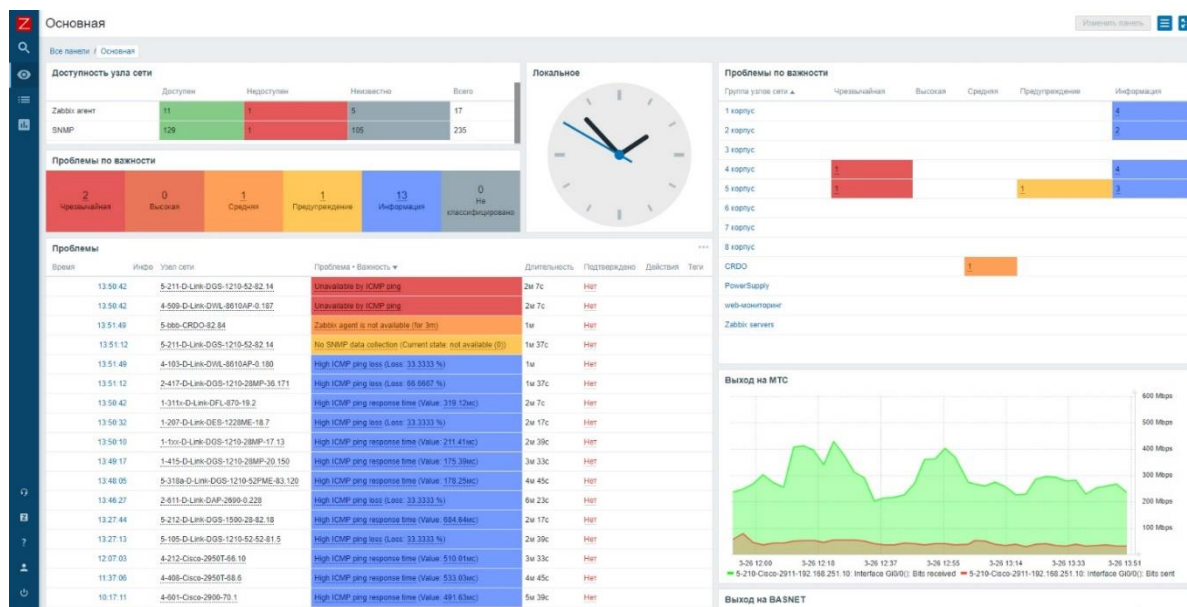 Z Основная
Изменить панель
Все панели / Основная
Доступность узла сети
Доступен Недоступен Неизвестно Всего
Zabbix агент 11 1 5 17
SNMP 129 1 105 235
Проблемы по важности
2 Чрезвычайная
0 Высокая
1 Средняя
1 Предупреждение
13 Информация
0 Не классифицировано
Локальное
Проблемы
Время Инфо Узел сети Проблема • Важность Длительность Подтверждено Действия Теги
13:50:42 5-211-D-Link-DGS-1210-52-82.14 Unavailable by ICMP ping 2м 7с Нет
13:50:42 4-509-D-Link-DWL-8610AP-0.187 Unavailable by ICMP ping 2м 7с Нет
13:51:49 5-bbb-CRDO-82.84 Zabbix agent is not available (for 3m) 1м Нет
13:51:12 5-211-D-Link-DGS-1210-52-82.14 No SNMP data collection (Current state: not available (0)) 1м 37с Нет
13:51:49 4-103-D-Link-DWL-8610AP-0.180 High ICMP ping loss (Loss: 33.3333 %) 1м Нет
13:51:12 2-417-D-Link-DGS-1210-28MP-36.171 High ICMP ping loss (Loss: 66.6667 %) 1м 37с Нет
13:50:42 1-311x-D-Link-DFL-870-19.2 High ICMP ping response time (Value: 319.12мс) 2м 7с Нет
13:50:32 1-207-D-Link-DES-1228ME-18.7 High ICMP ping loss (Loss: 33.3333 %) 2м 17с Нет
13:50:10 1-1xx-D-Link-DGS-1210-28MP-17.13 High ICMP ping response time (Value: 211.41мс) 2м 39с Нет
13:49:17 1-415-D-Link-DGS-1210-28MP-20.150 High ICMP ping response time (Value: 175.39мс) 3м 33с Нет
13:48:05 5-318a-D-Link-DGS-1210-52PME-83.120 High ICMP ping response time (Value: 178.25мс) 4м 45с Нет
13:46:27 2-611-D-Link-DAP-2690-0.228 High ICMP ping loss (Loss: 33.3333 %) 6м 23с Нет
13:27:44 5-212-D-Link-DGS-1500-28-82.18 High ICMP ping response time (Value: 684.64мс) 2м 17с Нет
13:27:13 5-105-D-Link-DGS-1210-52-52-81.5 High ICMP ping loss (Loss: 33.3333 %) 2м 39с Нет
12:07:03 4-212-Cisco-2950T-66.10 High ICMP ping response time (Value: 510.01мс) 3м 33с Нет
11:37:06 4-408-Cisco-2950T-68.6 High ICMP ping response time (Value: 533.03мс) 4м 45с Нет
10:17:11 4-601-Cisco-2900-70.1 High ICMP ping response time (Value: 491.83мс) 5м 39с Нет
Проблемы по важности
Группа узлов сети Чрезвычайная Высокая Средняя Предупреждение Информация
1 корпус 4
2 корпус 2
3 корпус
4 корпус 1 4
5 корпус 1 1 3
6 корпус
7 корпус
8 корпус
CRDO 1
PowerSupply
web-мониторинг
Zabbix servers
Выход на МТС
600 Mbps
500 Mbps
400 Mbps
300 Mbps
200 Mbps
100 Mbps
3-26 12:00 3-26 12:18 3-26 12:37 3-26 12:55 3-26 13:14 3-26 13:33 3-26 13:51
5-210-Cisco-2911-192.168.251.10: Interface Gi0/0(): Bits received 5-210-Cisco-2911-192.168.251.10: Interface Gi0/0(): Bits sent
Выход на BASNET